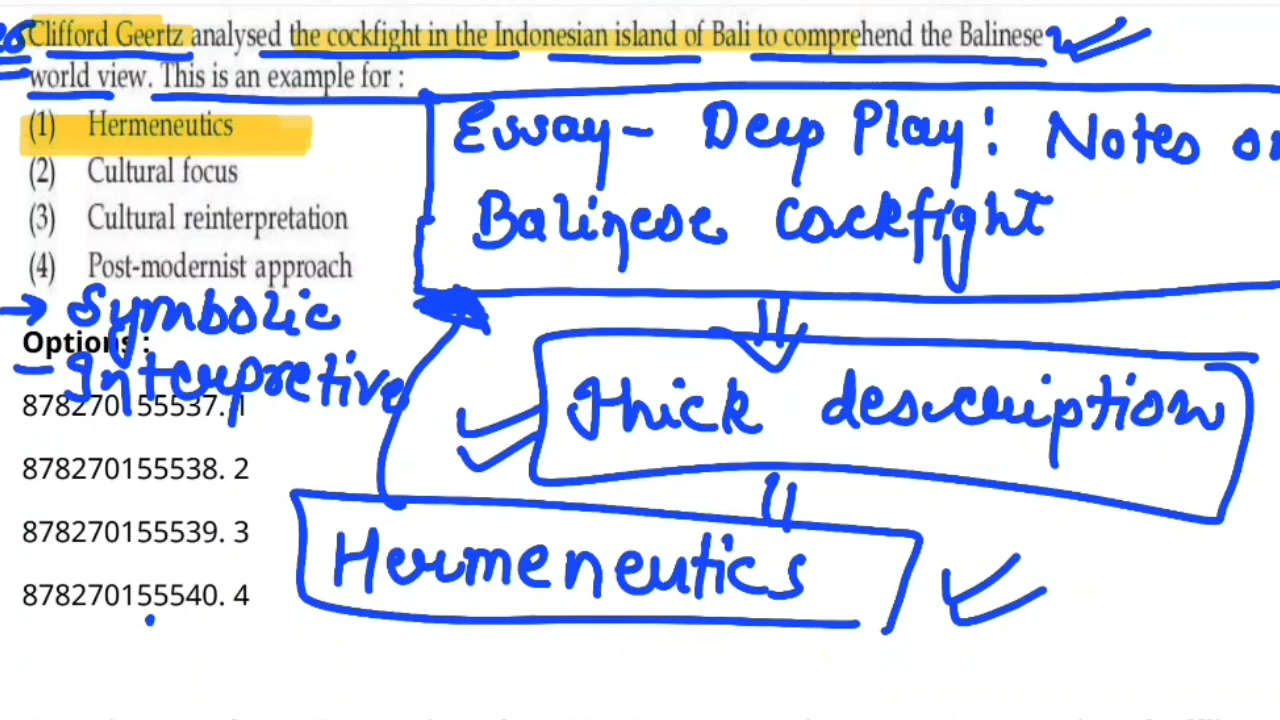 Clifford Geertz analysed the cockfight in the Indonesian island of Bali to comprehend the Balinese
world view. This is an example for :
(1) Hermeneutics
(2) Cultural focus
(3) Cultural reinterpretation
(4) Post-modernist approach
Essay - Deep Play: Notes on
Balinese Cockfight
→ Symbolic
Options :
- Interpretive
878270155537. 1
Thick description
878270155538. 2
878270155539. 3
Hermeneutics
878270155540. 4